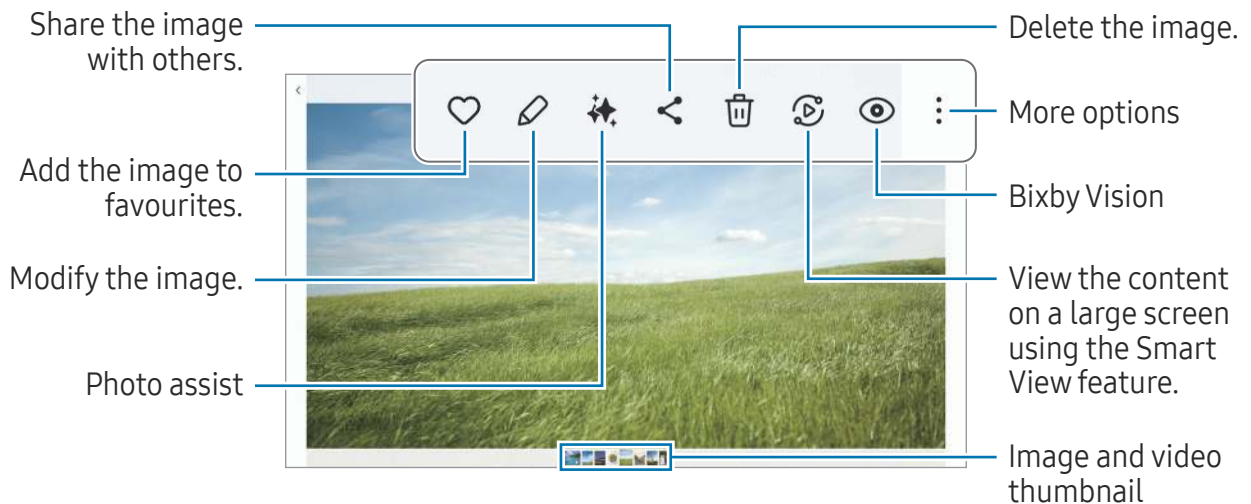 Share the image
with others.
Add the image to
favourites.
Modify the image.
Photo assist
Delete the image.
More options
Bixby Vision
View the content
on a large screen
using the Smart
View feature.
Image and video
thumbnail